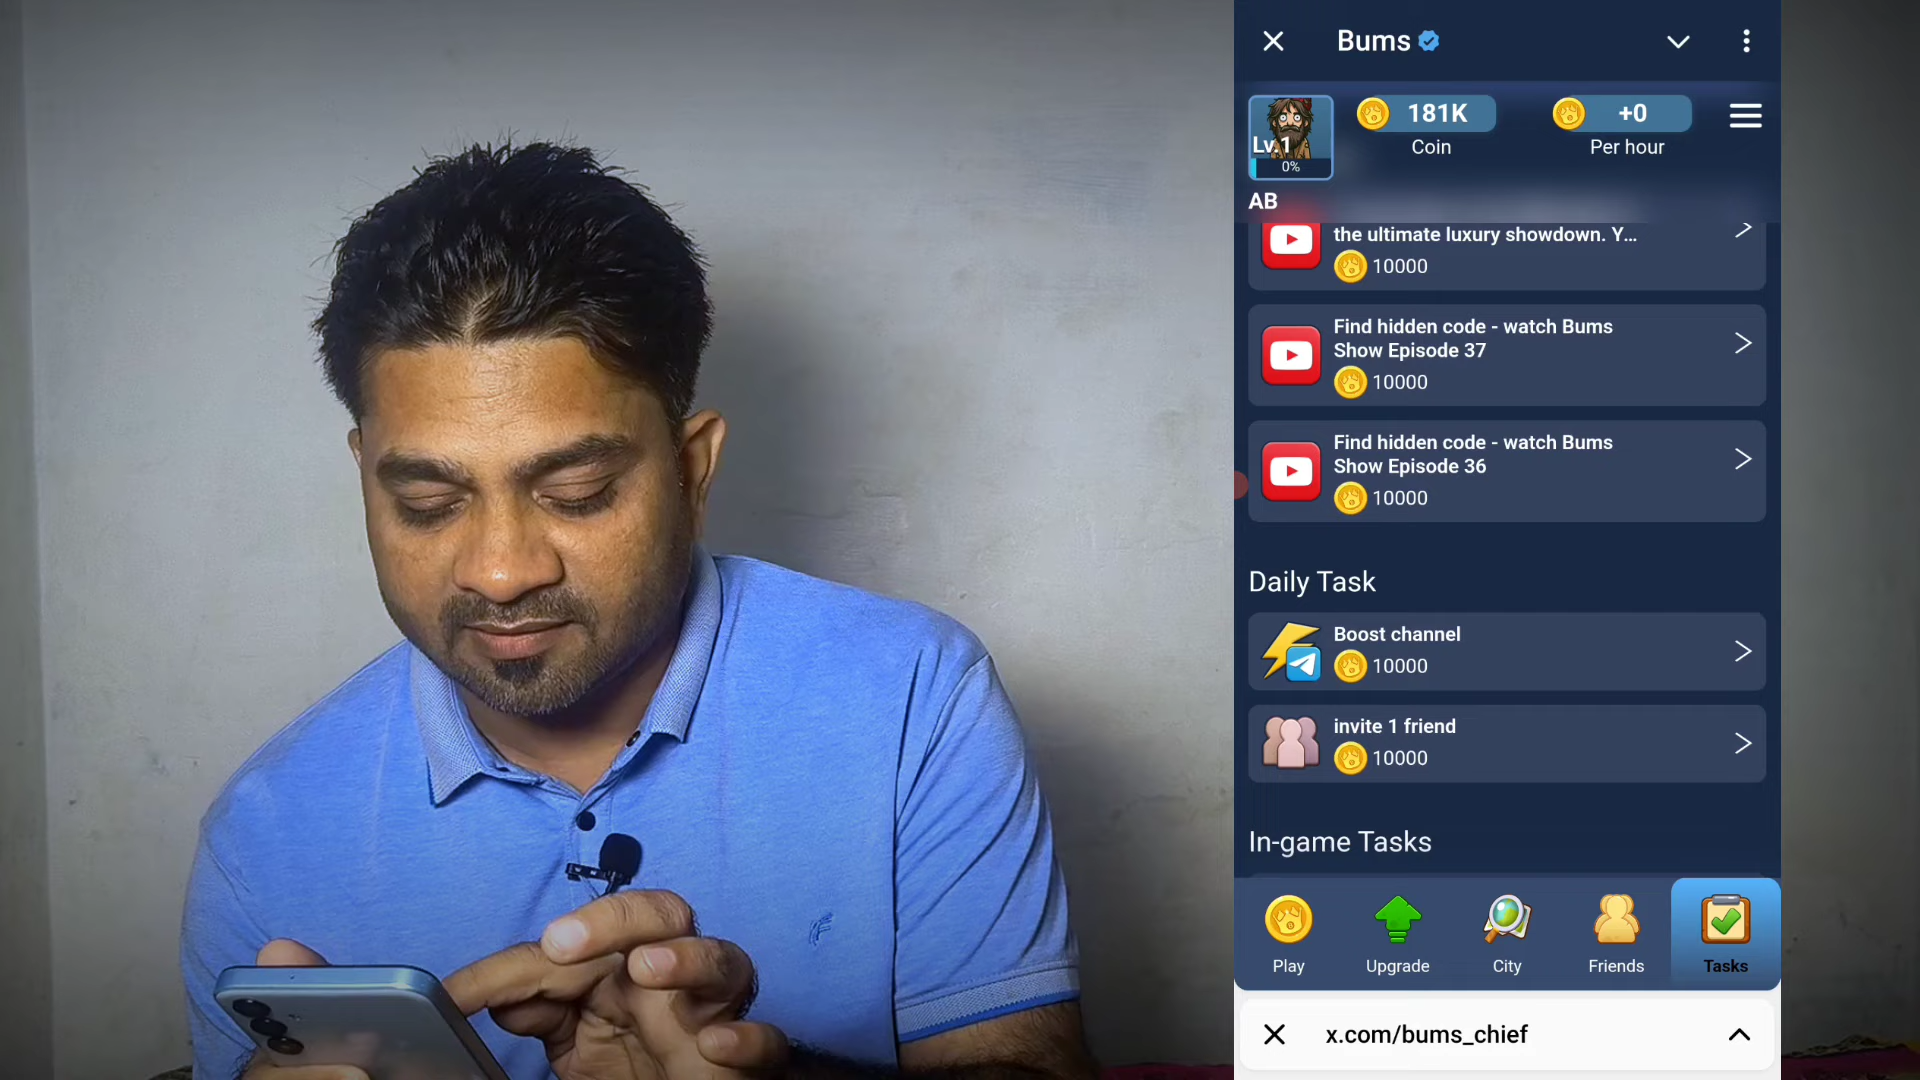 Bums
Lv.1
0%
181K
Coin
+0
Per hour
AB
the ultimate luxury showdown. Y...
10000
Find hidden code - watch Bums
Show Episode 37
10000
Find hidden code - watch Bums
Show Episode 36
10000
Daily Task
Boost channel
10000
invite 1 friend
10000
In-game Tasks
Play
Upgrade
City
Friends
Tasks
x.com/bums_chief